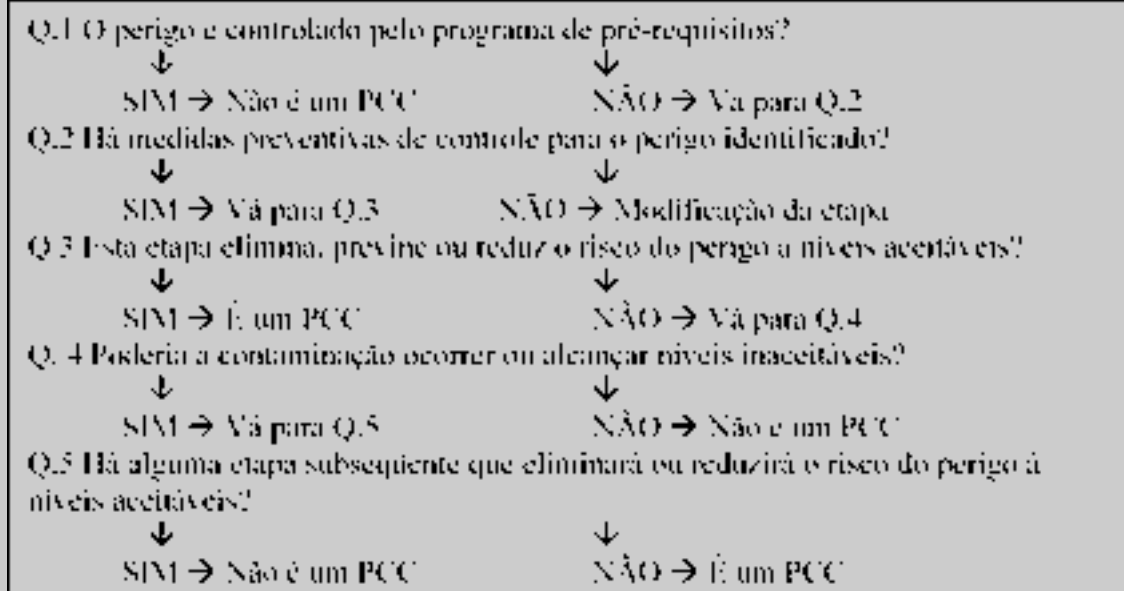 Q.1 O perigo é controlado pelo programa de pré-requisitos?
↓ ↓
SIM → Não é um PCC NÃO → Va para Q.2
Q.2 Há medidas preventivas de controle para o perigo identificado?
↓ ↓
SIM → Vá para Q.3 NÃO → Modificação da etapa
Q.3 Esta etapa elimina, previne ou reduz o risco do perigo a níveis aceitáveis?
↓ ↓
SIM → É um PCC NÃO → Vá para Q.4
Q. 4 Poderia a contaminação ocorrer ou alcançar níveis inaceitáveis?
↓ ↓
SIM → Vá para Q.5 NÃO → Não é um PCC
Q.5 Há alguma etapa subseqüente que eliminará ou reduzirá o risco do perigo à
níveis aceitáveis?
↓ ↓
SIM → Não é um PCC NÃO → É um PCC